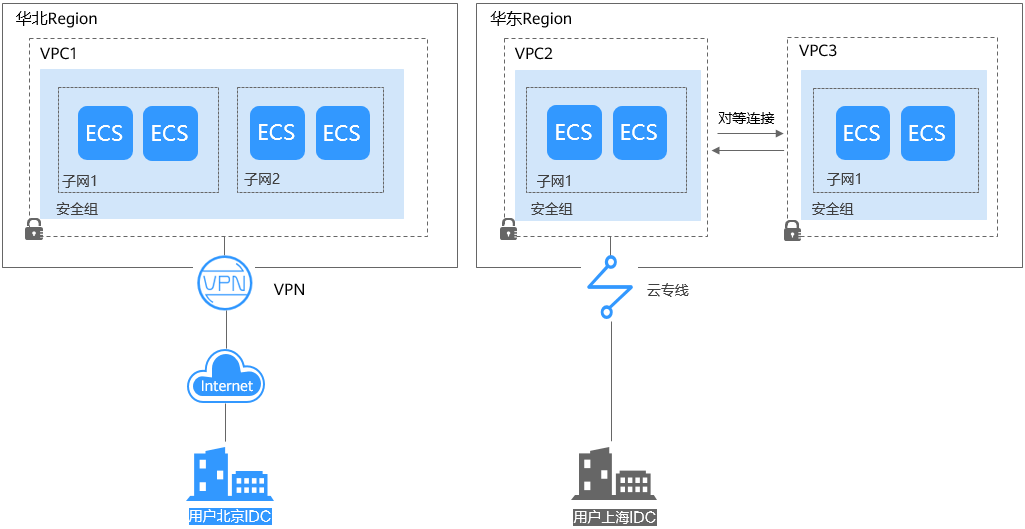 华北Region
VPC1
ECS
ECS
子网1
ECS
ECS
子网2
安全组
VPN
VPN
Internet
用户北京IDC
华东Region
VPC2
ECS
ECS
子网1
安全组
对等连接
VPC3
ECS
ECS
子网1
安全组
云专线
用户上海IDC